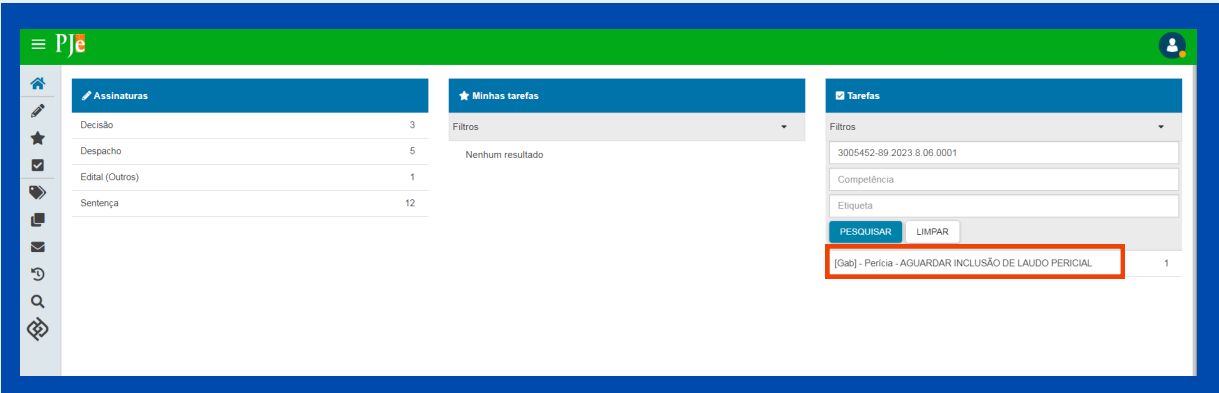 PJe
Assinaturas
Decisão 3
Despacho 5
Edital (Outros) 1
Sentença 12
Minhas tarefas
Filtros
Nenhum resultado
Tarefas
Filtros
3005452-89.2023.8.06.0001
Competência
Etiqueta
PESQUISAR LIMPAR
[Gab] - Perícia - AGUARDAR INCLUSÃO DE LAUDO PERICIAL 1